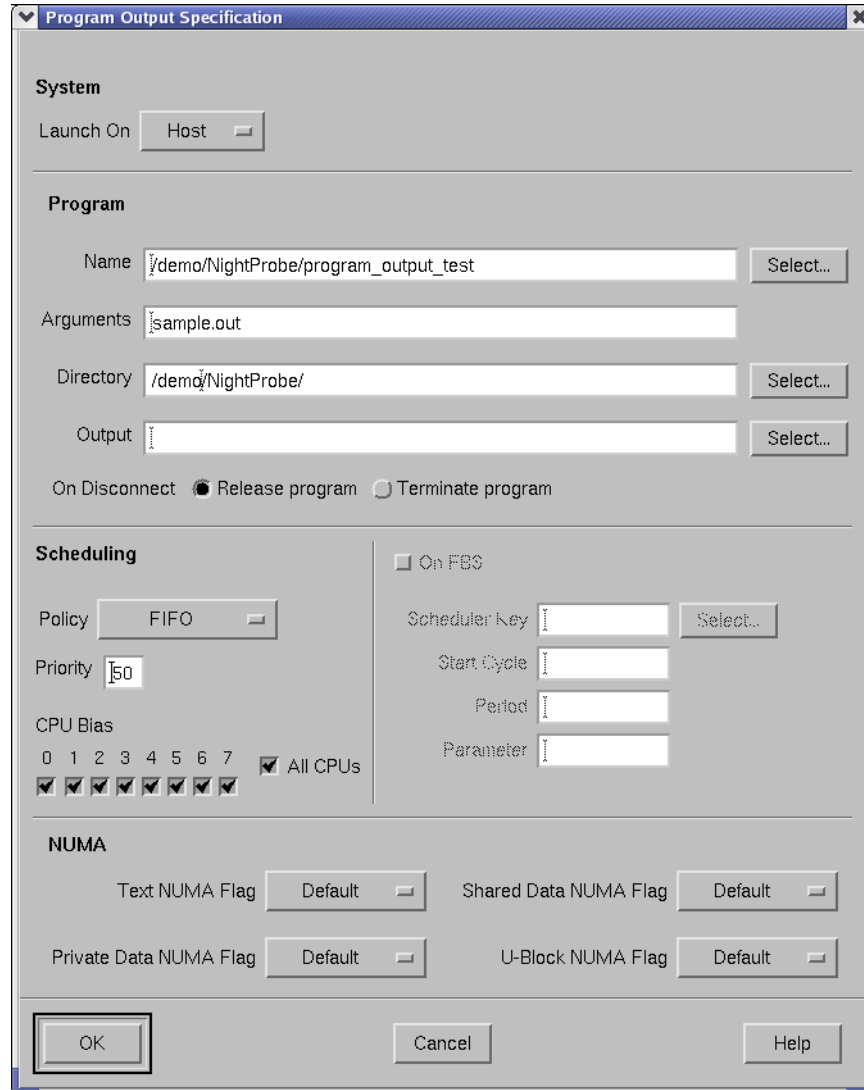 Program Output Specification
System
Launch On Host
Program
Name /demo/NightProbe/program_output_test Select...
Arguments sample.out
Directory /demo/NightProbe/ Select...
Output Select...
On Disconnect Release program Terminate program
Scheduling
Policy FIFO
Priority 50
CPU Bias
0 1 2 3 4 5 6 7 All CPUs
On FBS
Scheduler Key Select...
Start Cycle
Period
Parameter
NUMA
Text NUMA Flag Default Shared Data NUMA Flag Default
Private Data NUMA Flag Default U-Block NUMA Flag Default
OK Cancel Help